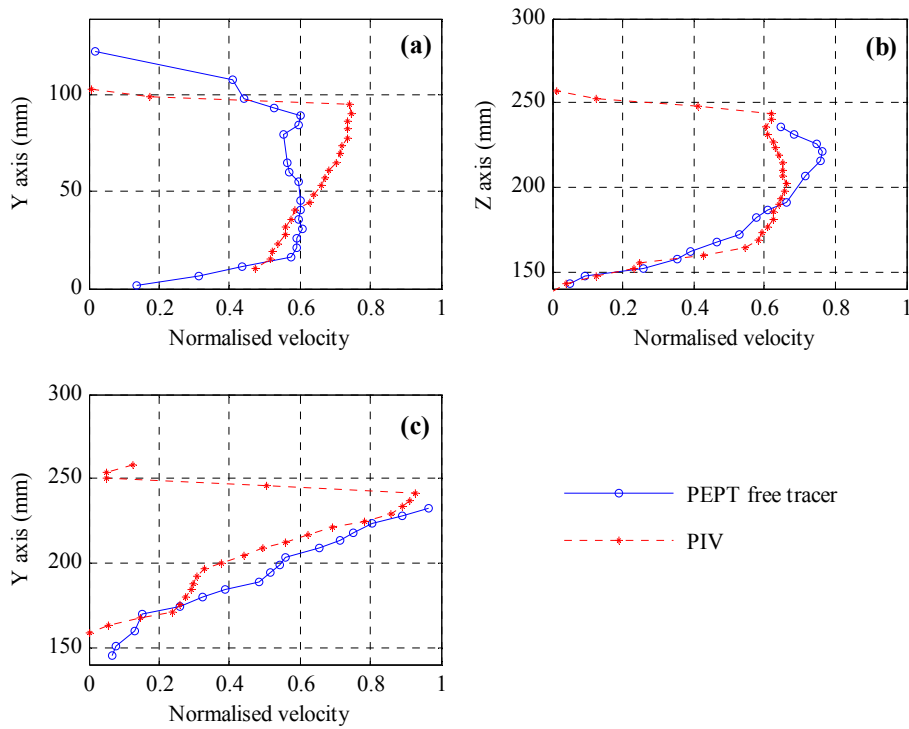 (a)
Y axis (mm)
100
50
0
0 0.2 0.4 0.6 0.8 1
Normalised velocity
(b)
Z axis (mm)
300
250
200
150
0 0.2 0.4 0.6 0.8 1
Normalised velocity
(c)
Y axis (mm)
300
250
200
150
0 0.2 0.4 0.6 0.8 1
Normalised velocity
PEPT free tracer
PIV